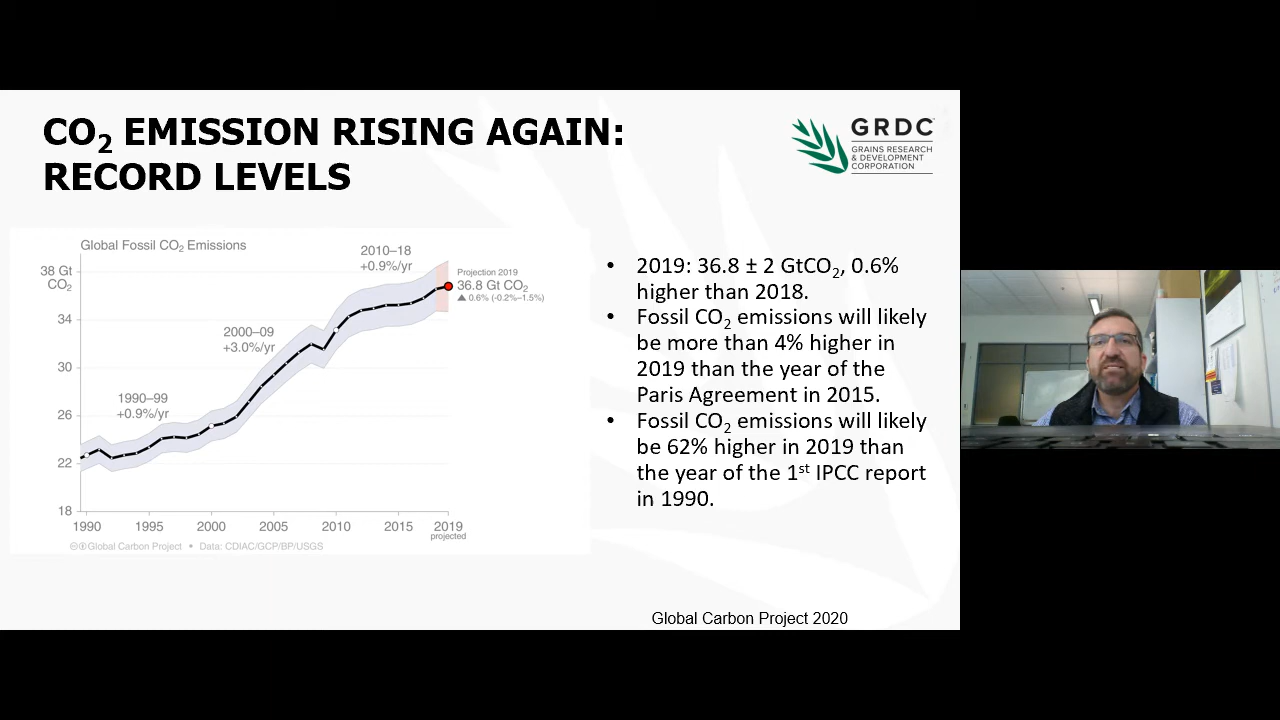 CO₂ EMISSION RISING AGAIN:
RECORD LEVELS
GRDC
GRAINS RESEARCH
& DEVELOPMENT
CORPORATION
Global Fossil CO₂ Emissions
38 Gt
CO₂
34
30
26
22
18
1990–99
+0.9%/yr
2000–09
+3.0%/yr
2010–18
+0.9%/yr
Projection 2019
36.8 Gt CO₂
▲ 0.6% (-0.2%–1.5%)
1990 1995 2000 2005 2010 2015 2019
projected
Global Carbon Project • Data: CDIAC/GCP/BP/USGS
• 2019: 36.8 ± 2 GtCO₂, 0.6%
higher than 2018.
• Fossil CO₂ emissions will likely
be more than 4% higher in
2019 than the year of the
Paris Agreement in 2015.
• Fossil CO₂ emissions will likely
be 62% higher in 2019 than
the year of the 1st IPCC report
in 1990.
Global Carbon Project 2020